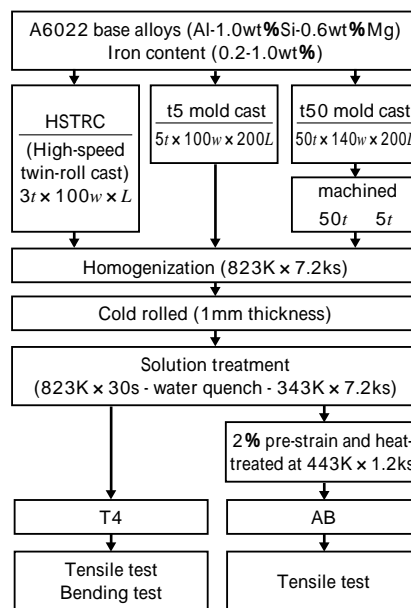 A6022 base alloys (Al-1.0wt%Si-0.6wt%Mg)
Iron content (0.2-1.0wt%)
HSTRC
(High-speed
twin-roll cast)
3t×100w×L
t5 mold cast
5t×100w×200L
t50 mold cast
50t×140w×200L
machined
50t 5t
Homogenization (823K×7.2ks)
Cold rolled (1mm thickness)
Solution treatment
(823K×30s - water quench - 343K×7.2ks)
2% pre-strain and heat-
treated at 443K×1.2ks
T4
AB
Tensile test
Bending test
Tensile test